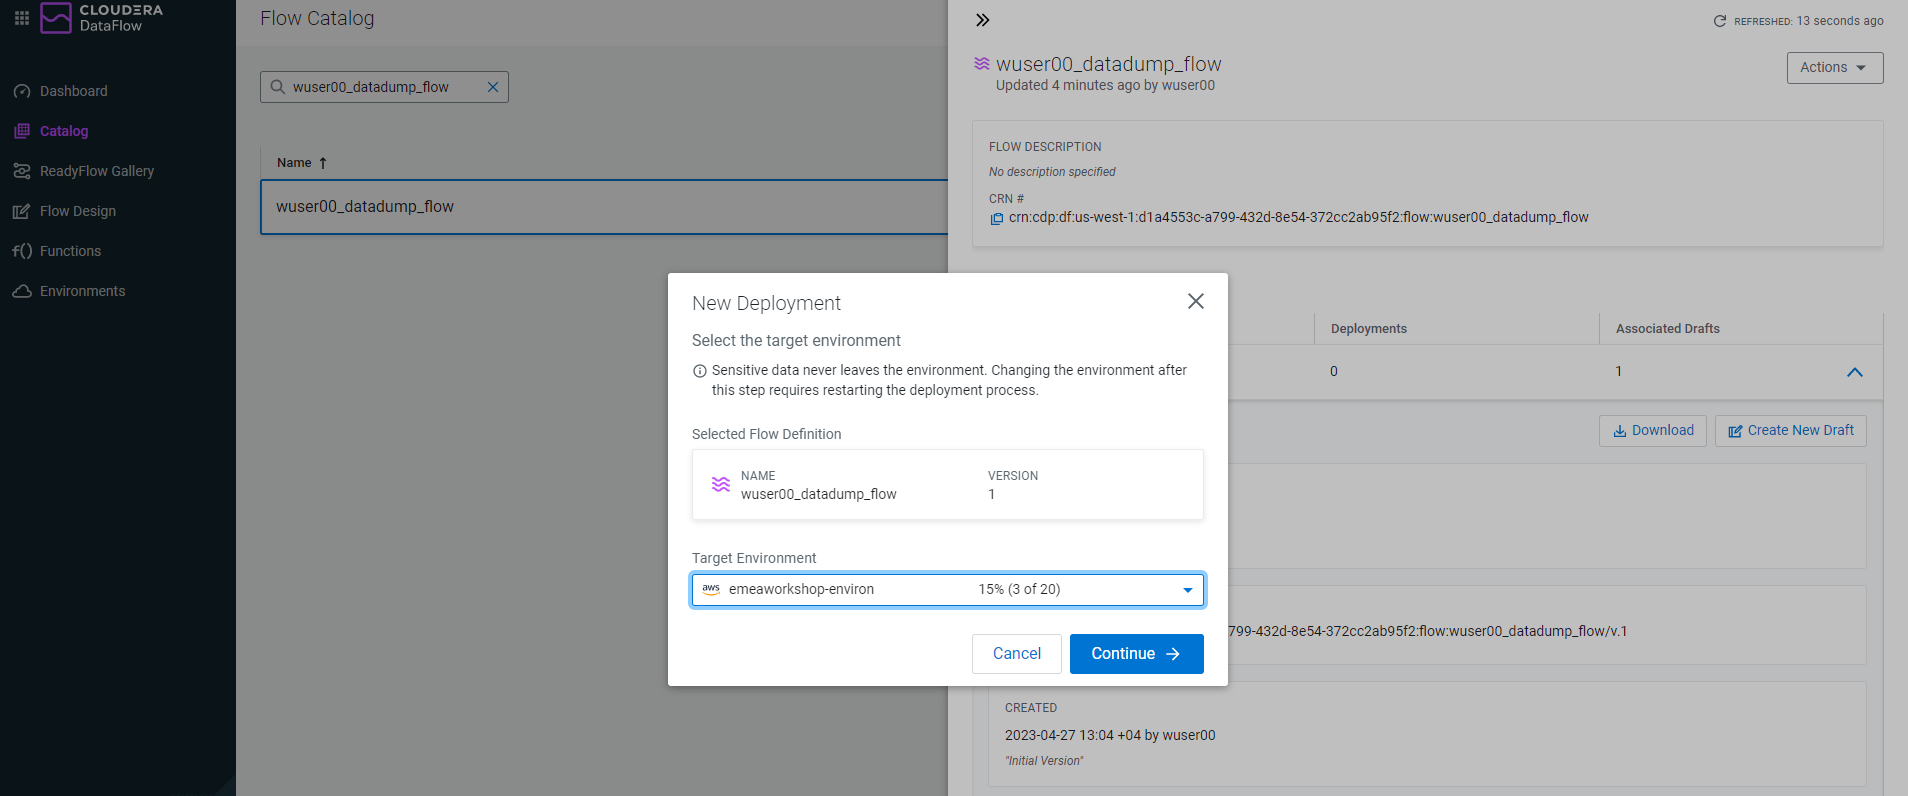 CLOUDERA
DataFlow
Dashboard
Catalog
ReadyFlow Gallery
Flow Design
f() Functions
Environments
Flow Catalog
wuser00_datadump_flow
Name ↑
wuser00_datadump_flow
REFRESHED: 13 seconds ago
wuser00_datadump_flow
Updated 4 minutes ago by wuser00
Actions
FLOW DESCRIPTION
No description specified
CRN #
crn:cdp:df:us-west-1:d1a4553c-a799-432d-8e54-372cc2ab95f2:flow:wuser00_datadump_flow
Deployments Associated Drafts
0 1
Download Create New Draft
799-432d-8e54-372cc2ab95f2:flow:wuser00_datadump_flow/v.1
CREATED
2023-04-27 13:04 +04 by wuser00
"Initial Version"
New Deployment
Select the target environment
Sensitive data never leaves the environment. Changing the environment after
this step requires restarting the deployment process.
Selected Flow Definition
NAME VERSION
wuser00_datadump_flow 1
Target Environment
aws emeaworkshop-environ 15% (3 of 20)
Cancel Continue →